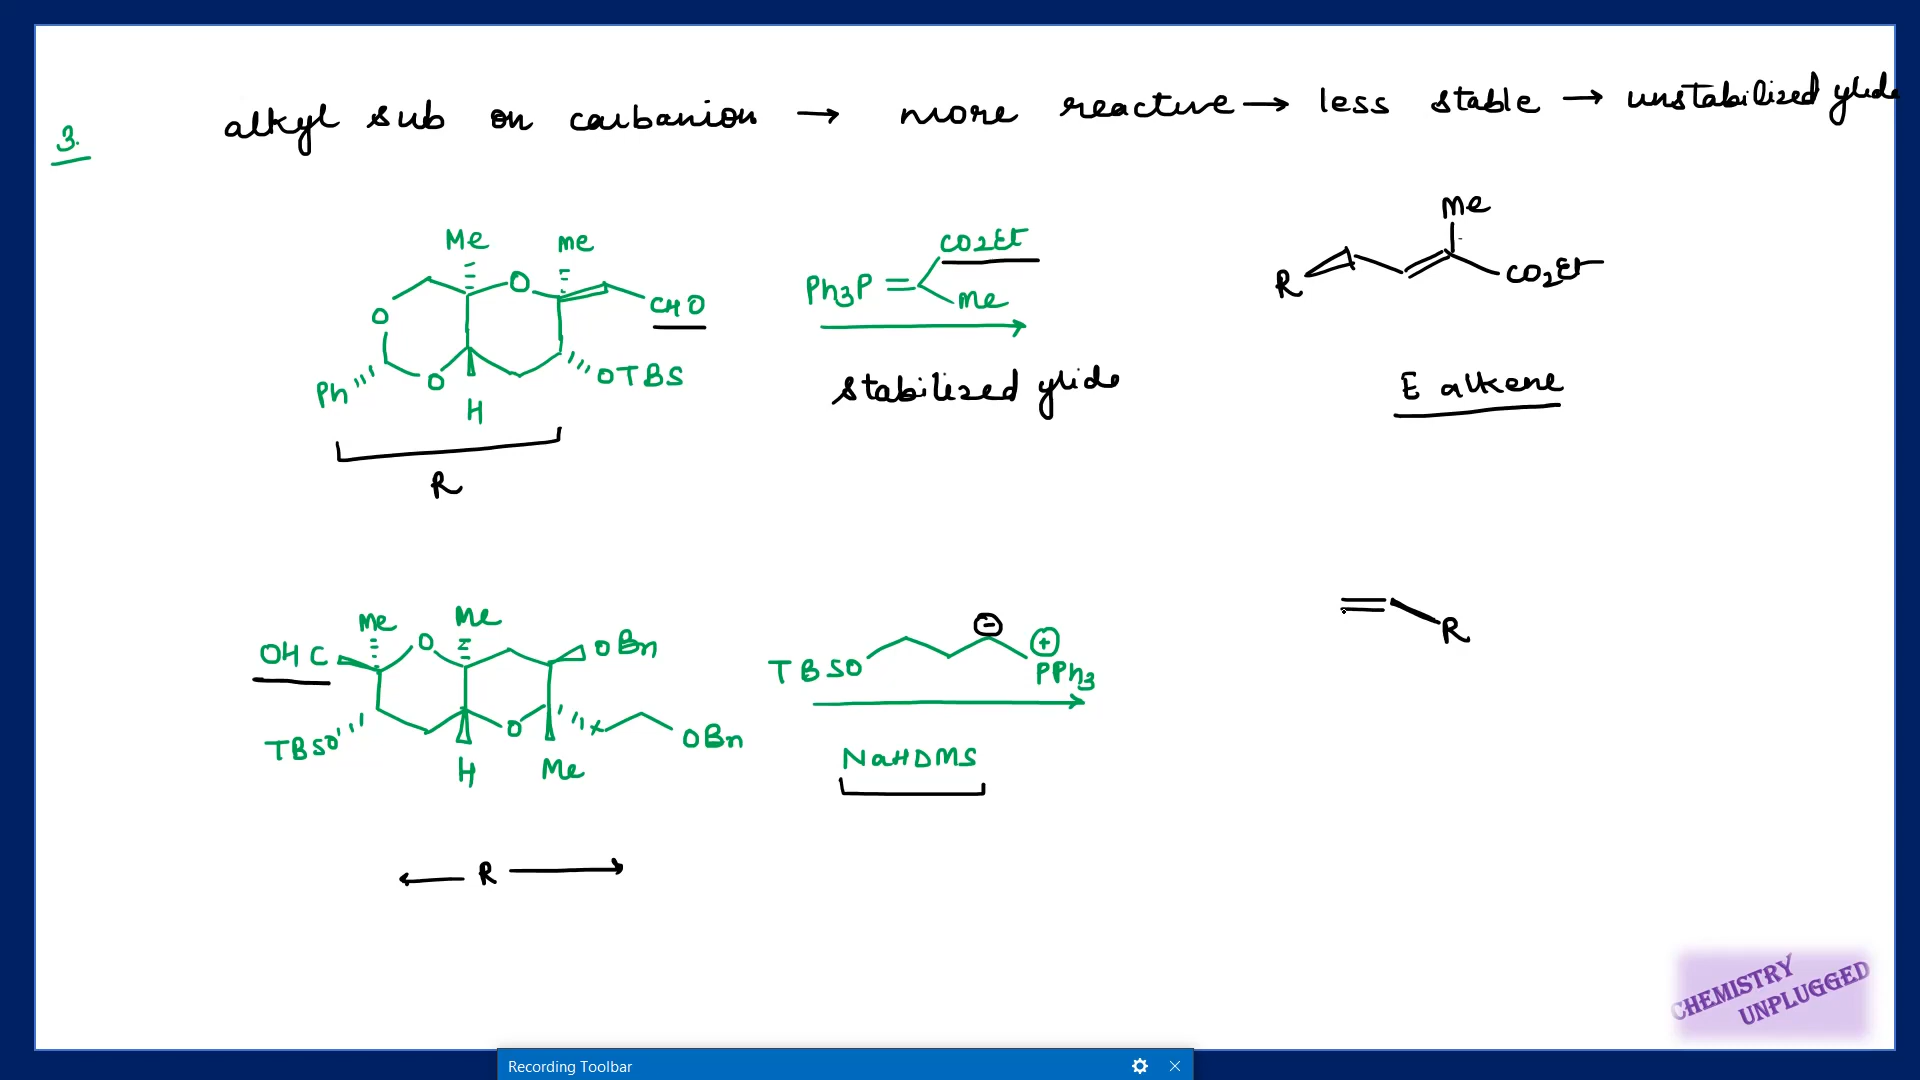 alkyl sub on carbanion → more reactive → less stable → unstabilized ylide
3.
Me
Me me CO2Et
O Ph3P = R CO2Et
CHO Me
O
Ph O OTBS stabilized ylide E alkene
H
R
Me O Me ⊖ ⊕ =
OHC OBn TBSO PPh3 R
TBSO O OBn
H Me NaHDMS
← R →
CHEMISTRY
UNPLUGGED
Recording Toolbar